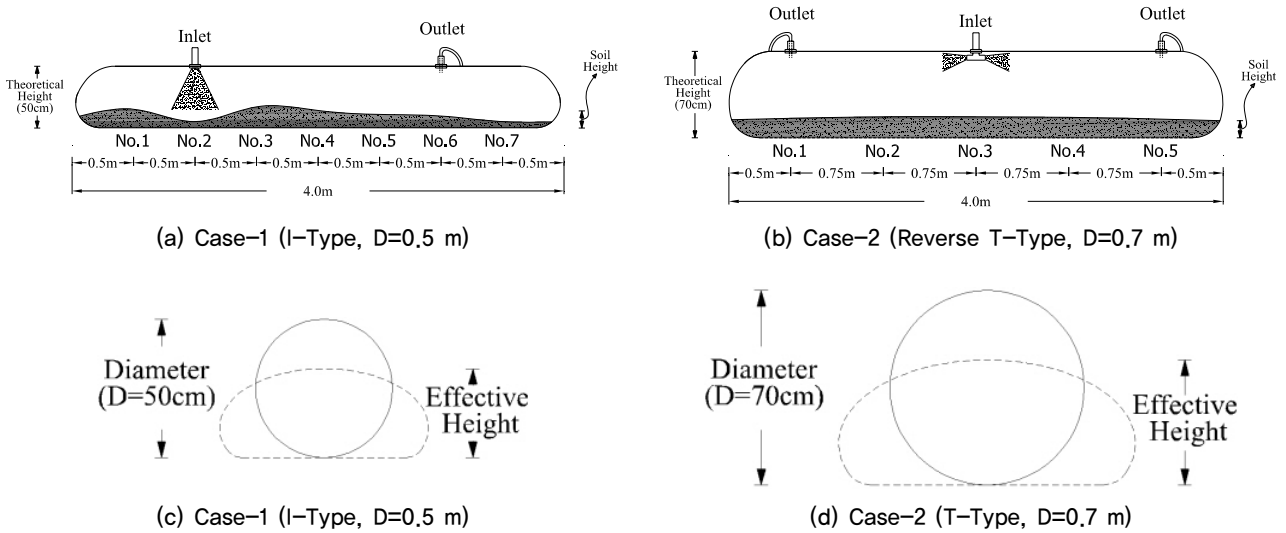 Inlet
Outlet
Theoretical
Height
(50cm)
Soil
Height
No.1 No.2 No.3 No.4 No.5 No.6 No.7
0.5m 0.5m 0.5m 0.5m 0.5m 0.5m 0.5m 0.5m
4.0m
(a) Case-1 (I-Type, D=0.5 m)
Outlet
Inlet
Outlet
Theoretical
Height
(70cm)
Soil
Height
No.1 No.2 No.3 No.4 No.5
0.5m 0.75m 0.75m 0.75m 0.75m 0.5m
4.0m
(b) Case-2 (Reverse T-Type, D=0.7 m)
Diameter
(D=50cm)
Effective
Height
(c) Case-1 (I-Type, D=0.5 m)
Diameter
(D=70cm)
Effective
Height
(d) Case-2 (T-Type, D=0.7 m)